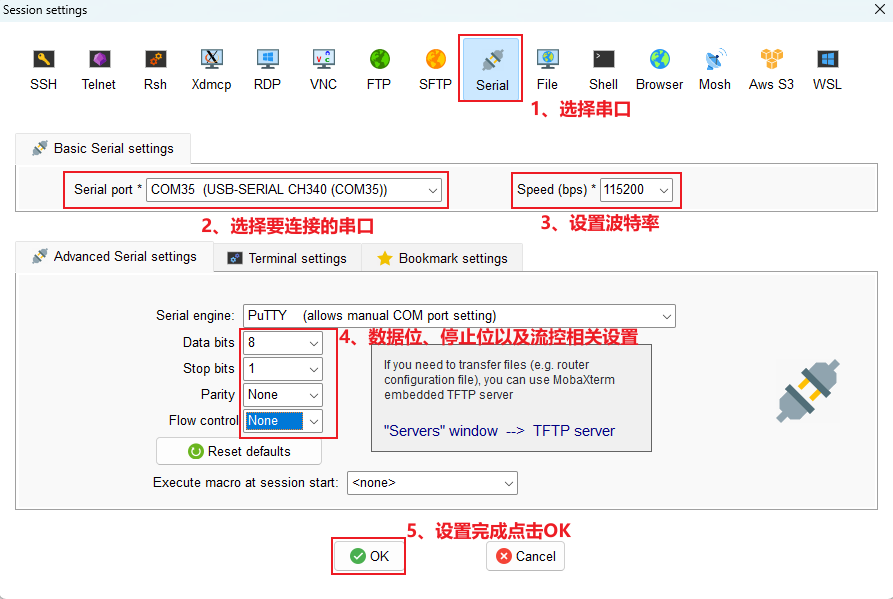 Session settings
SSH Telnet Rsh Xdmcp RDP VNC FTP SFTP Serial File Shell Browser Mosh Aws S3 WSL
1、选择串口
Basic Serial settings
Serial port * COM35 (USB-SERIAL CH340 (COM35)) Speed (bps) * 115200
2、选择要连接的串口 3、设置波特率
Advanced Serial settings Terminal settings Bookmark settings
Serial engine: PuTTY (allows manual COM port setting)
4、数据位、停止位以及流控相关设置
Data bits 8
Stop bits 1
Parity None
Flow control None
If you need to transfer files (e.g. router
configuration file), you can use MobaXterm
embedded TFTP server
"Servers" window --> TFTP server
Reset defaults
Execute macro at session start: <none>
5、设置完成点击OK
OK Cancel